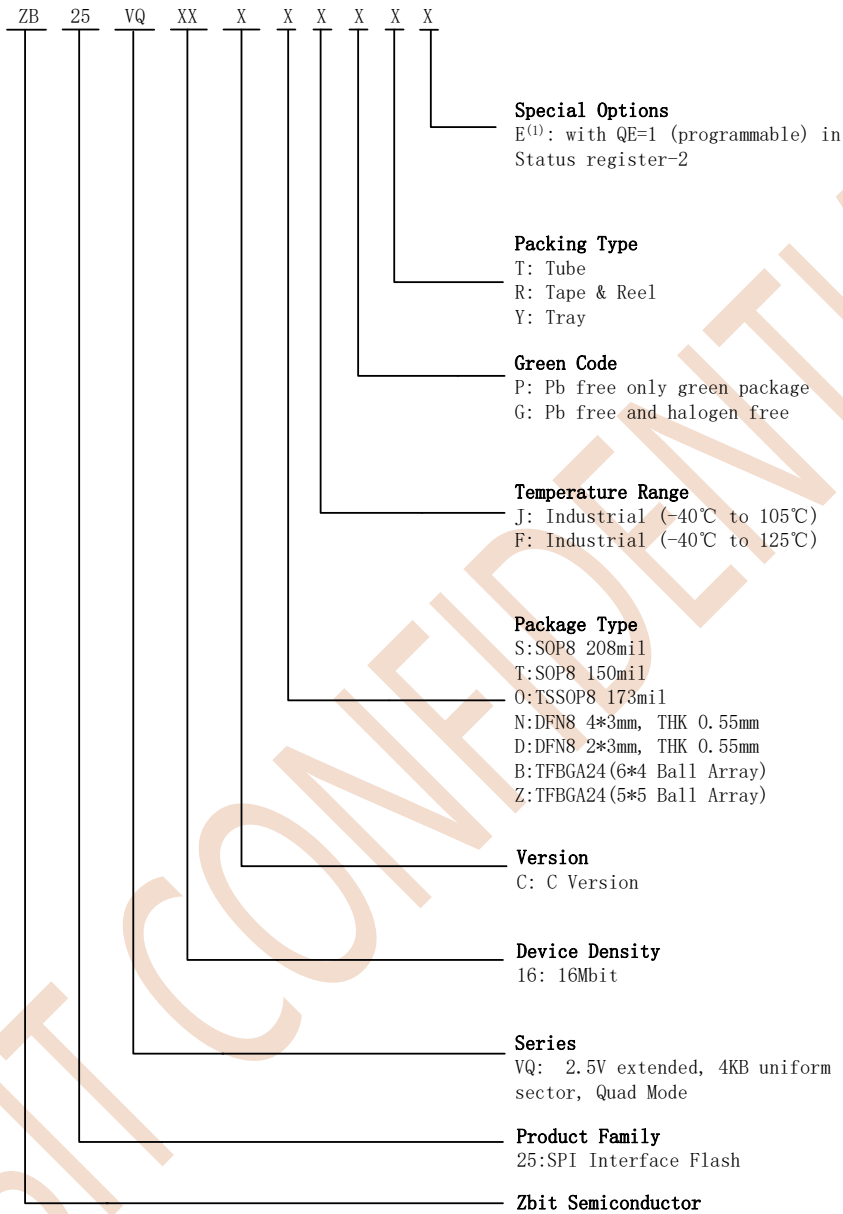 ZB 25 VQ XX X X X X X X
Special Options
E(1): with QE=1 (programmable) in
Status register-2
Packing Type
T: Tube
R: Tape & Reel
Y: Tray
Green Code
P: Pb free only green package
G: Pb free and halogen free
Temperature Range
J: Industrial (-40℃ to 105℃)
F: Industrial (-40℃ to 125℃)
Package Type
S:SOP8 208mil
T:SOP8 150mil
O:TSSOP8 173mil
N:DFN8 4*3mm, THK 0.55mm
D:DFN8 2*3mm, THK 0.55mm
B:TFBGA24(6*4 Ball Array)
Z:TFBGA24(5*5 Ball Array)
Version
C: C Version
Device Density
16: 16Mbit
Series
VQ: 2.5V extended, 4KB uniform
sector, Quad Mode
Product Family
25:SPI Interface Flash
Zbit Semiconductor
BIT CONFIDENTI